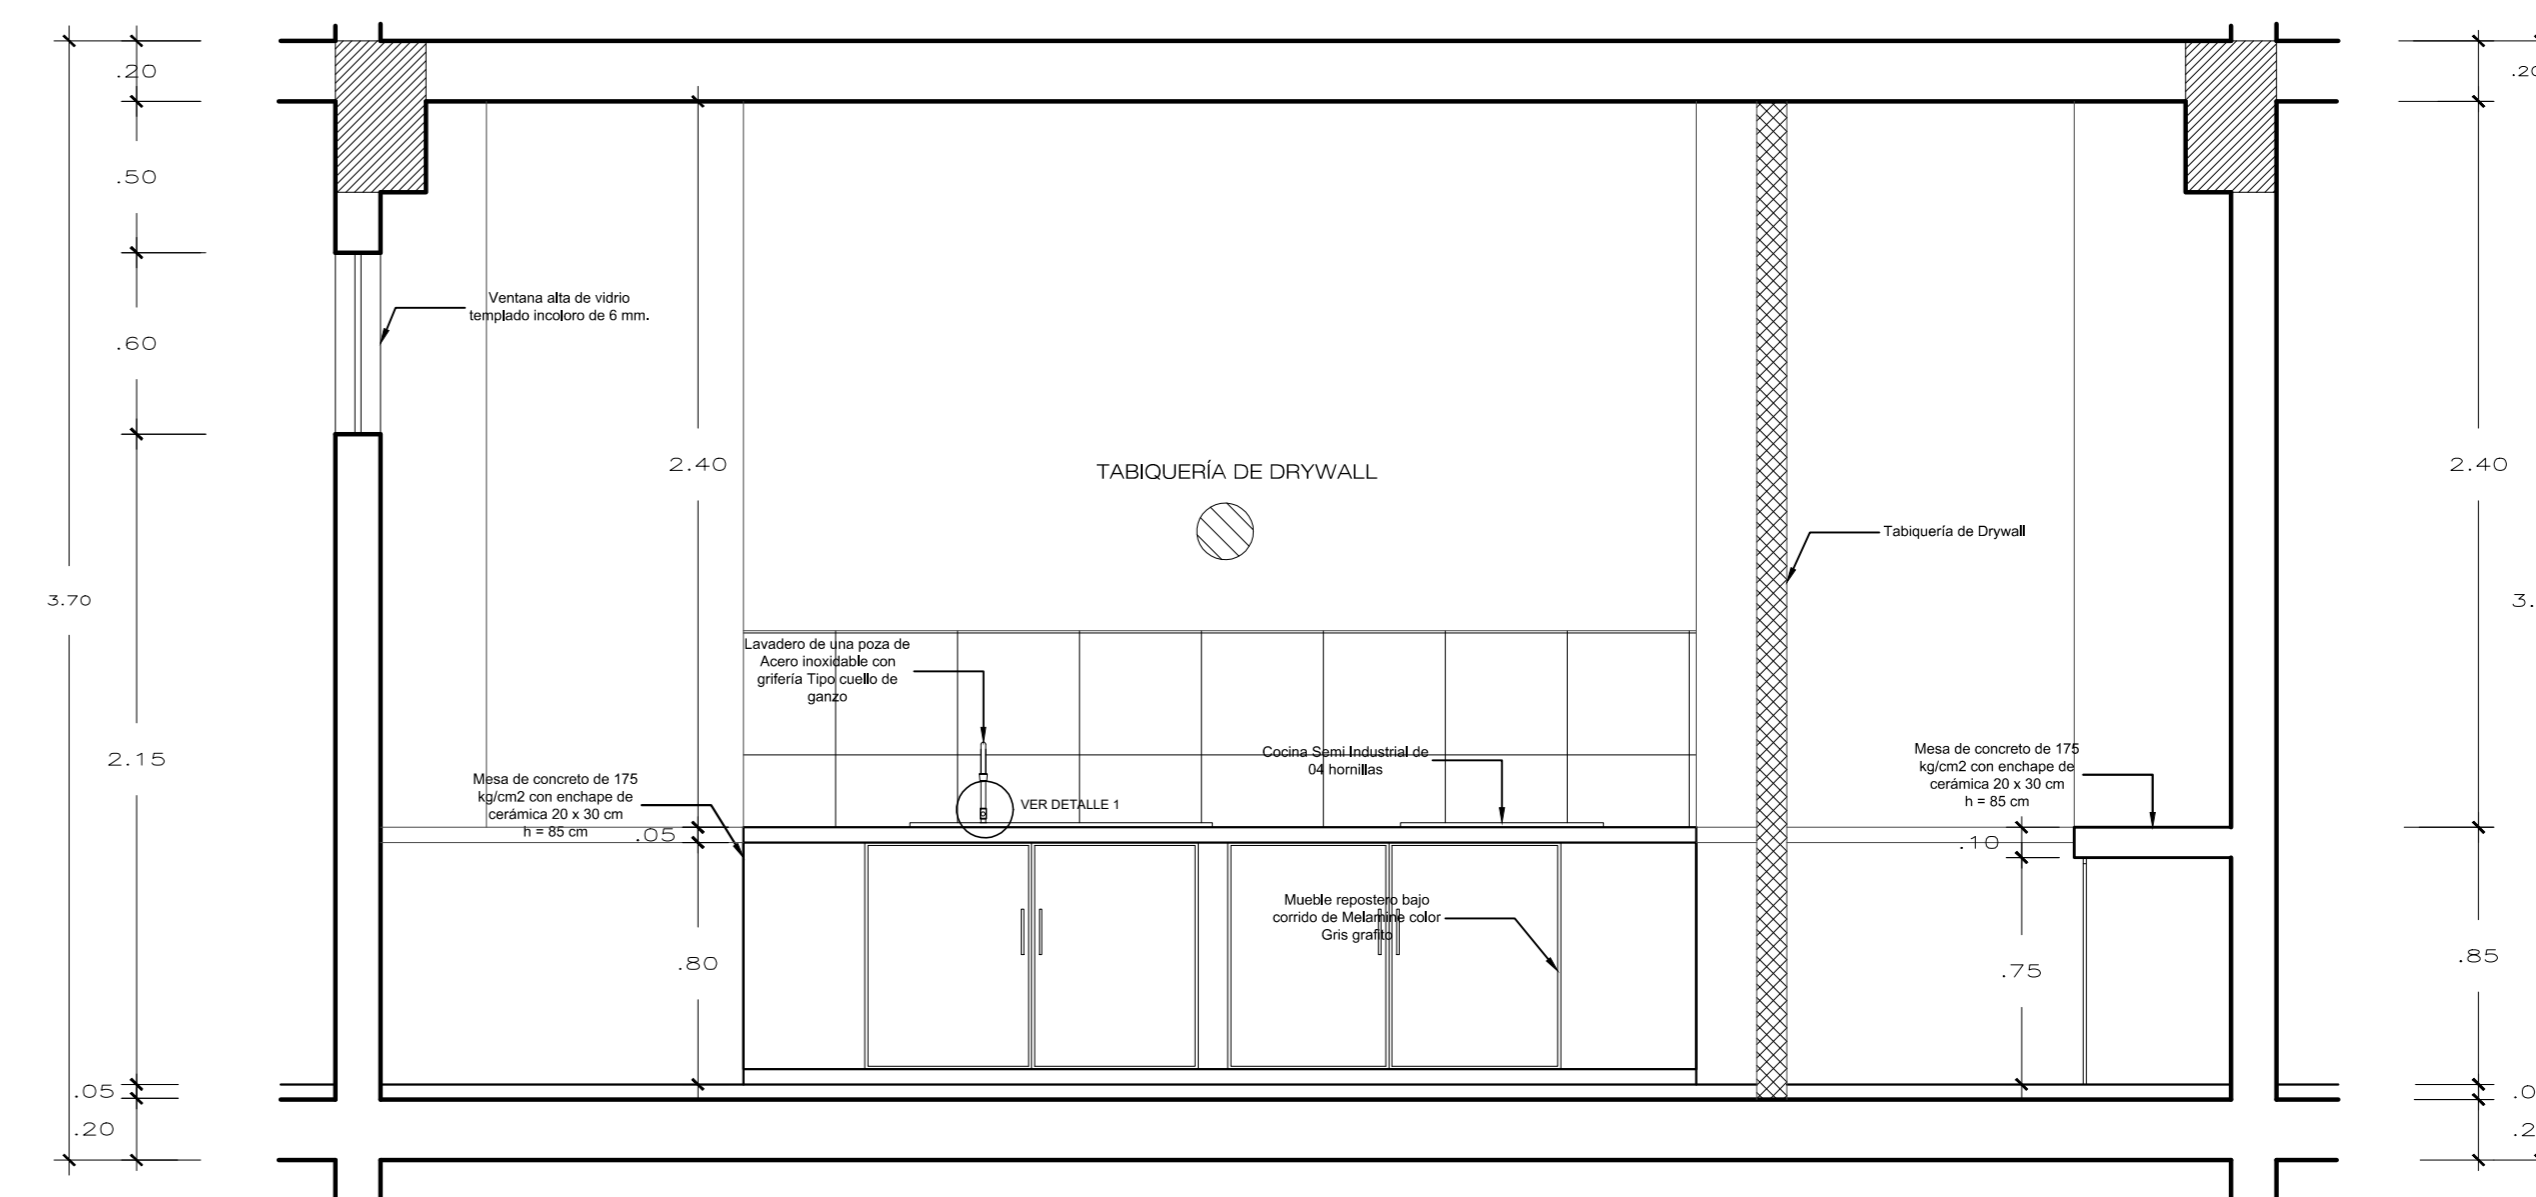 .20
.20
.50
Ventana alta de vidrio
templado incoloro de 6 mm.
.60
2.40
TABIQUERÍA DE DRYWALL
2.40
Tabiquería de Drywall
3.70
3.
Lavadero de una poza de
Acero inoxidable con
grifería Tipo cuello de
ganzo
2.15
Cocina Semi Industrial de
04 hornillas
Mesa de concreto de 175
kg/cm2 con enchape de
cerámica 20 x 30 cm
h = 85 cm
Mesa de concreto de 175
kg/cm2 con enchape de
cerámica 20 x 30 cm
h = 85 cm
VER DETALLE 1
.05
.10
Mueble repostero bajo
corrido de Melamine color
Gris grafito
.80
.75
.85
.05
.0
.20
.2